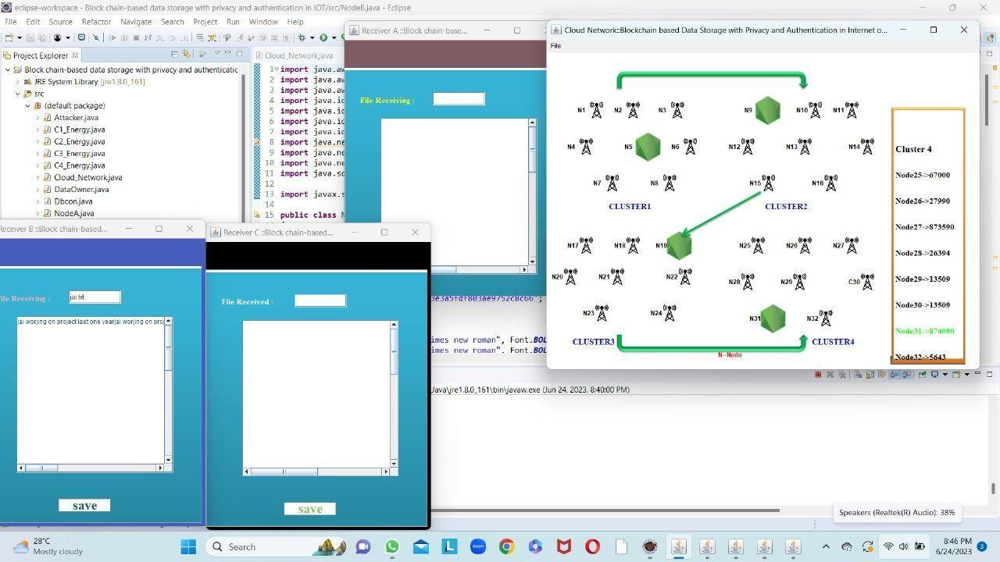 eclipse-workspace - Block chain-based data storage with privacy and authentication in IOT/src/NodeB.java - Eclipse
File Edit Source Refactor Navigate Search Project Run Window Help
Project Explorer
Block chain-based data storage with privacy and authenticatic
JRE System Library [jre1.8.0_161]
src
(default package)
Attacker.java
C1_Energy.java
C2_Energy.java
C3_Energy.java
C4_Energy.java
Cloud_Network.java
DataOwner.java
Dbcon.java
NodeA.java
Cloud_Network.java
1 import java.aw
2 import java.aw
3 import java.aw
4 import java.io
5 import java.io
6 import java.io
7 import java.io
8 import java.ne
9 import java.ne
10 import java.ne
11 import java.sq
12
13 import javax.s
14
15 public class N
3e3a5fdf803ae9752c8c66";
imes new roman", Font.BOL
imes new roman". Font.BOL
Java\jre1.8.0_161\bin\javaw.exe (Jun 24, 2023, 8:40:00 PM)
Receiver A ::Block chain-base...
File Receiving :
Receiver B ::Block chain-based...
File Receiving :
jai.txt
jai worjing on project last one yearjai worjing on proj
save
Receiver C ::Block chain-based...
File Received :
save
Cloud Network::Blockchain based Data Storage with Privacy and Authentication in Internet o...
File
N1 N2 N3 N9 N10 N11
N4 N5 N6 N12 N13 N14
N7 N8 N15 N16
CLUSTER1 CLUSTER2
N17 N18 N19 N25 N26 N27
N20 N21 N22 N28 N29 C30
N23 N24 N31 N32
CLUSTER3 CLUSTER4
N-Node
Cluster 4
Node25->67000
Node26->27990
Node27->873590
Node28->26394
Node29->13509
Node30->13509
Node31->874090
Node32->5643
Speakers (Realtek(R) Audio): 38%
28°C
Mostly cloudy
Search
8:46 PM
6/24/2023
3